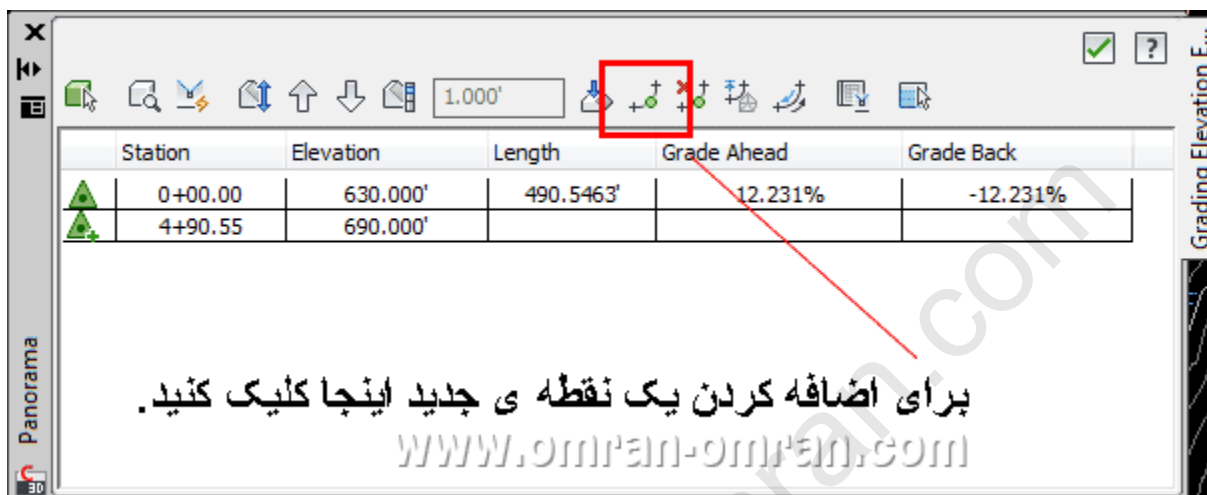 Grading Elevation E...
1.000'
Station Elevation Length Grade Ahead Grade Back
0+00.00 630.000' 490.5463' 12.231% -12.231%
4+90.55 690.000'
برای اضافه کردن یک نقطه ی جدید اینجا کلیک کنید.
www.omran-omran.com
Panorama
3D